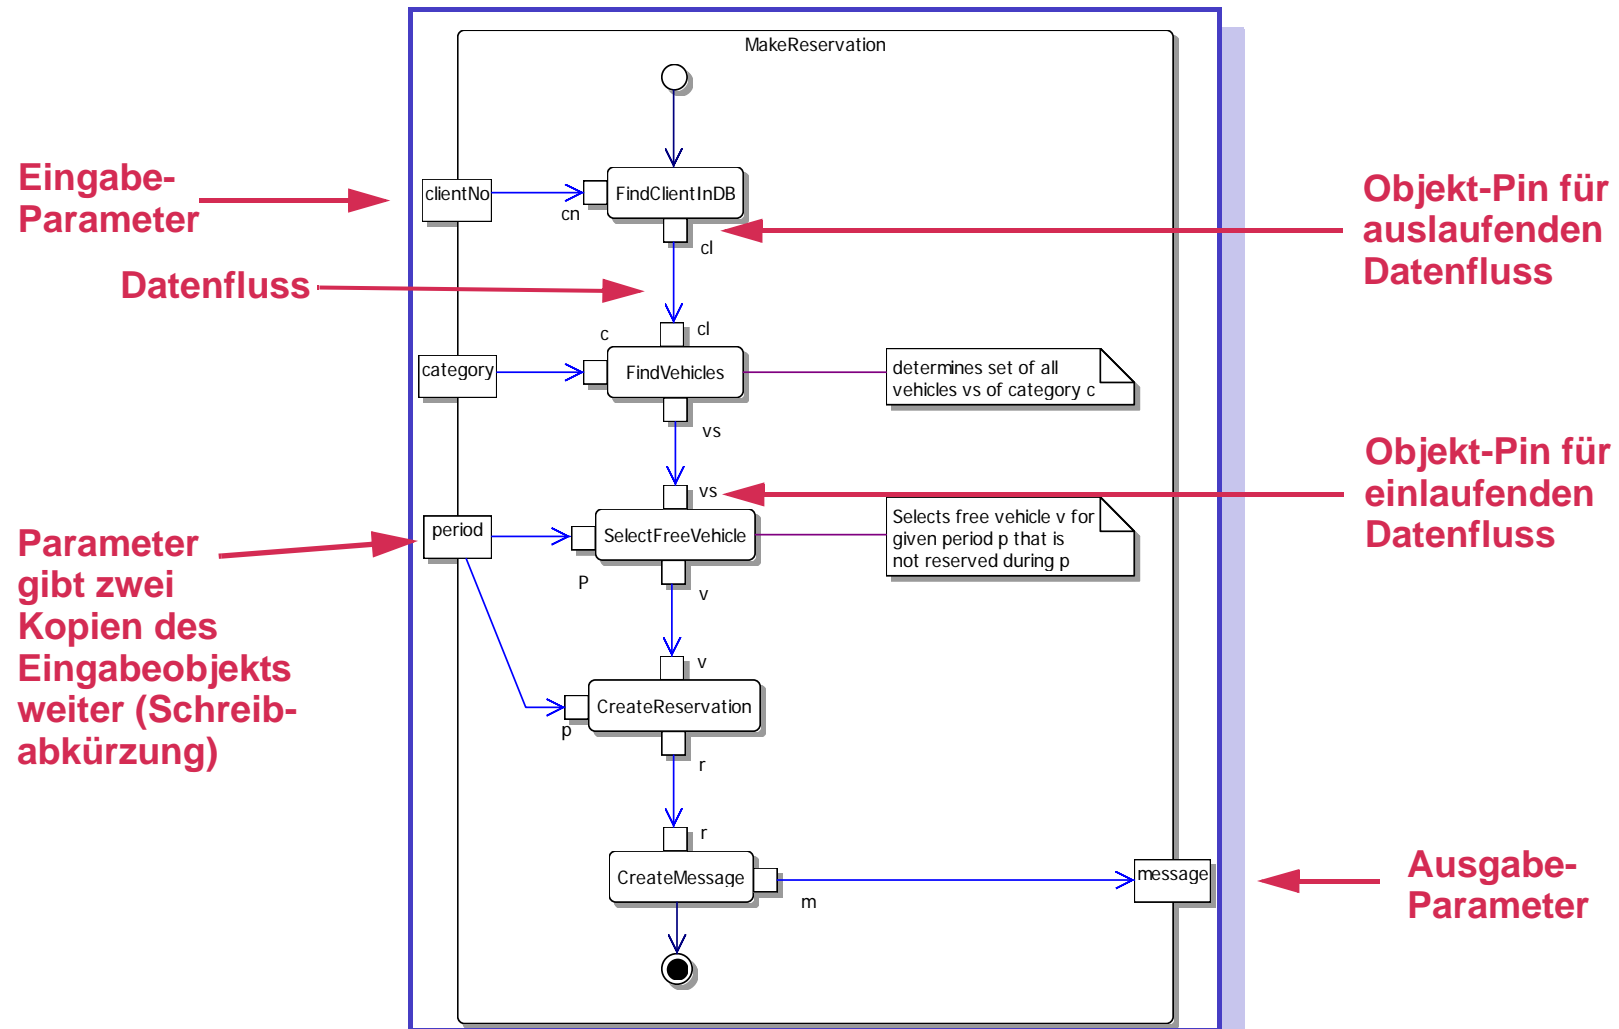 MakeReservation
Eingabe-
Parameter
clientNo
cn
FindClientInDB
cl
Objekt-Pin für
auslaufenden
Datenfluss
Datenfluss
c
cl
category
FindVehicles
determines set of all
vehicles vs of category c
vs
Objekt-Pin für
einlaufenden
Datenfluss
vs
Parameter
gibt zwei
Kopien des
Eingabeobjekts
weiter (Schreib-
abkürzung)
period
P
SelectFreeVehicle
Selects free vehicle v for
given period p that is
not reserved during p
v
v
p
CreateReservation
r
r
CreateMessage
m
message
Ausgabe-
Parameter